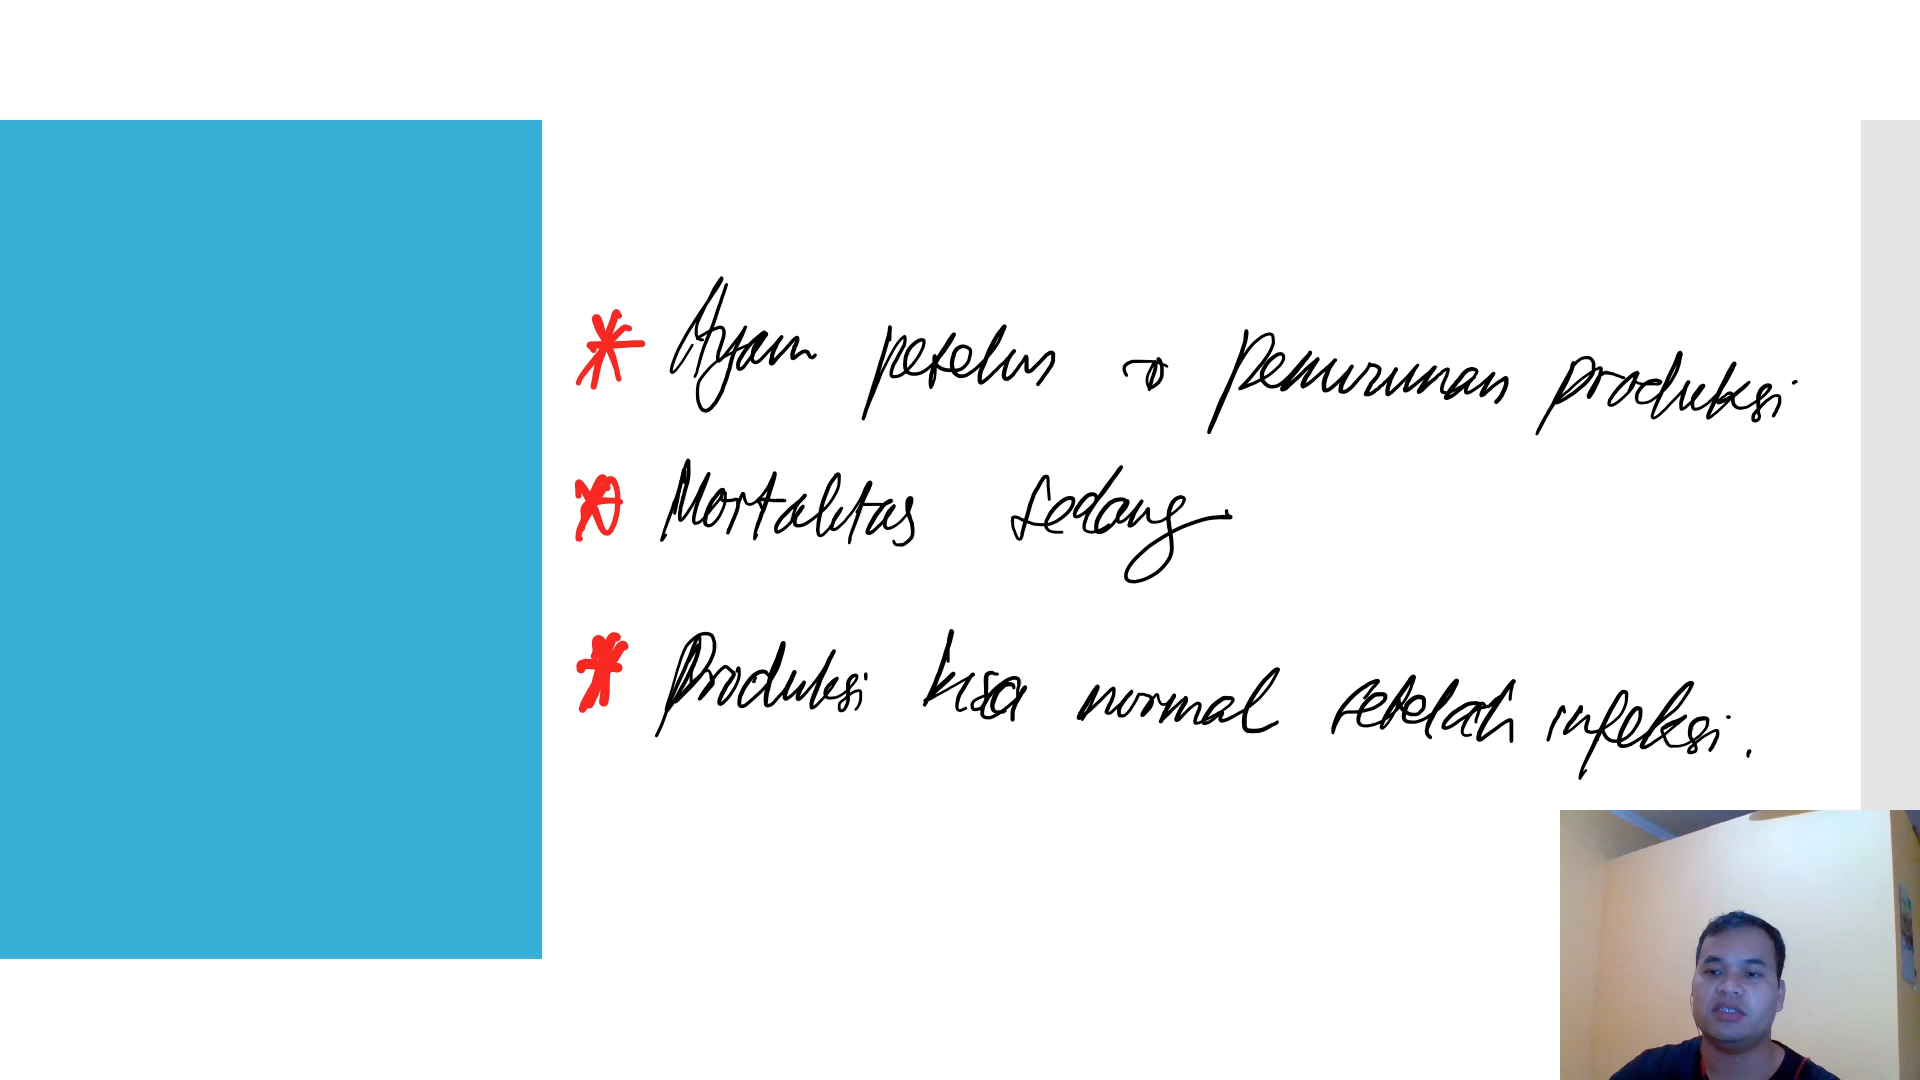 * Ayam petelur → penurunan produksi
* Mortalitas sedang
* Produksi bisa normal setelah infeksi.